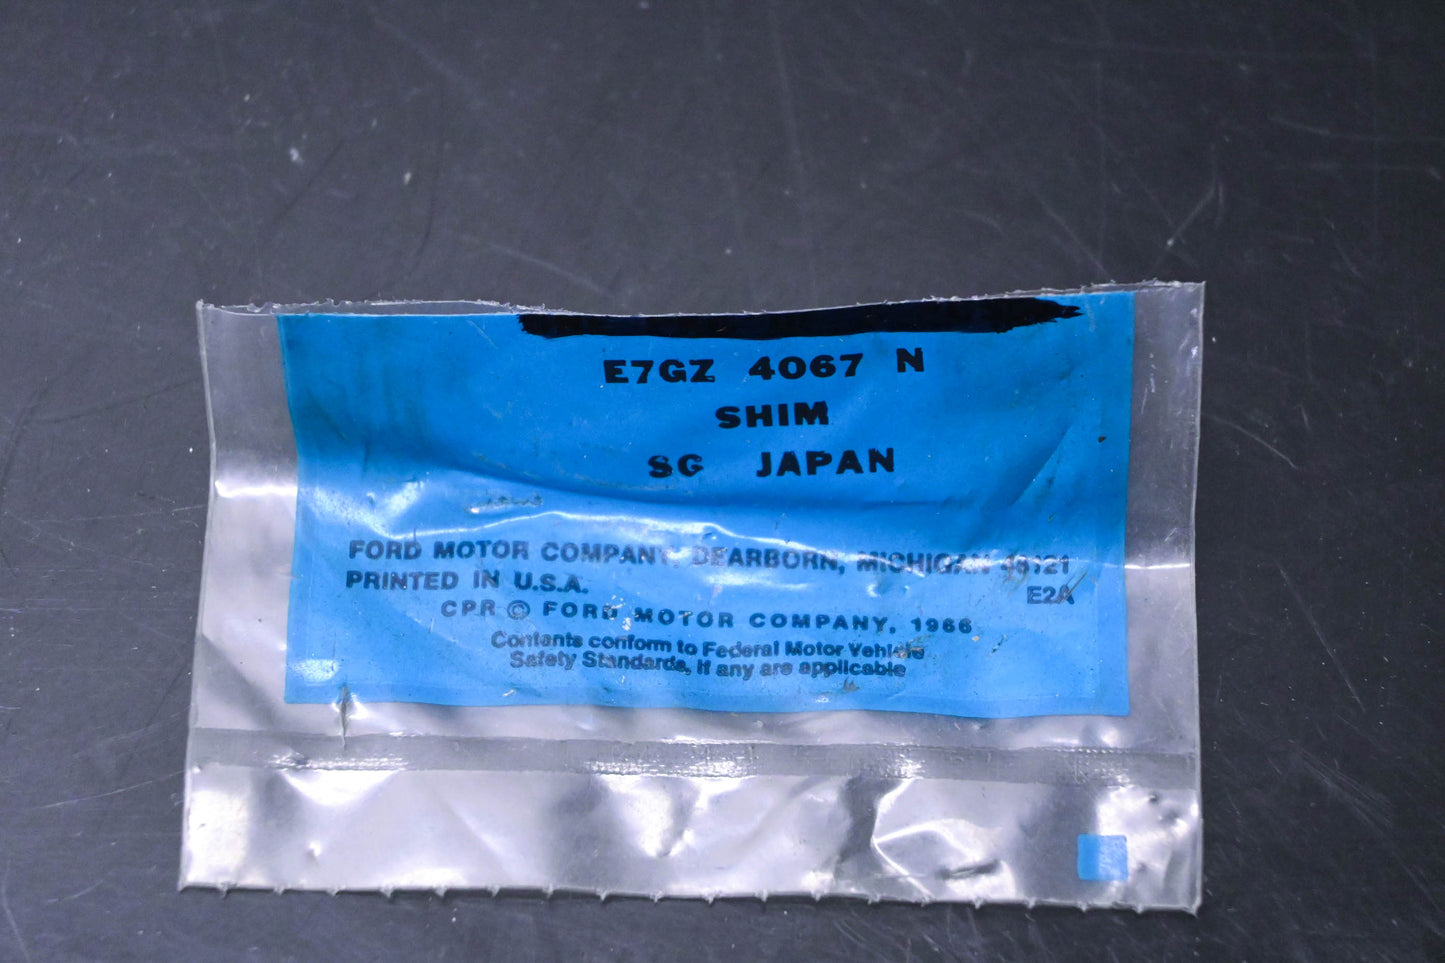 E7GZ 4067 N
SHIM
SG JAPAN
FORD MOTOR COMPANY, DEARBORN, MICHIGAN 48121
PRINTED IN U.S.A.
E2A
CPR © FORD MOTOR COMPANY, 1966
Contents conform to Federal Motor Vehicle
Safety Standards, if any are applicable